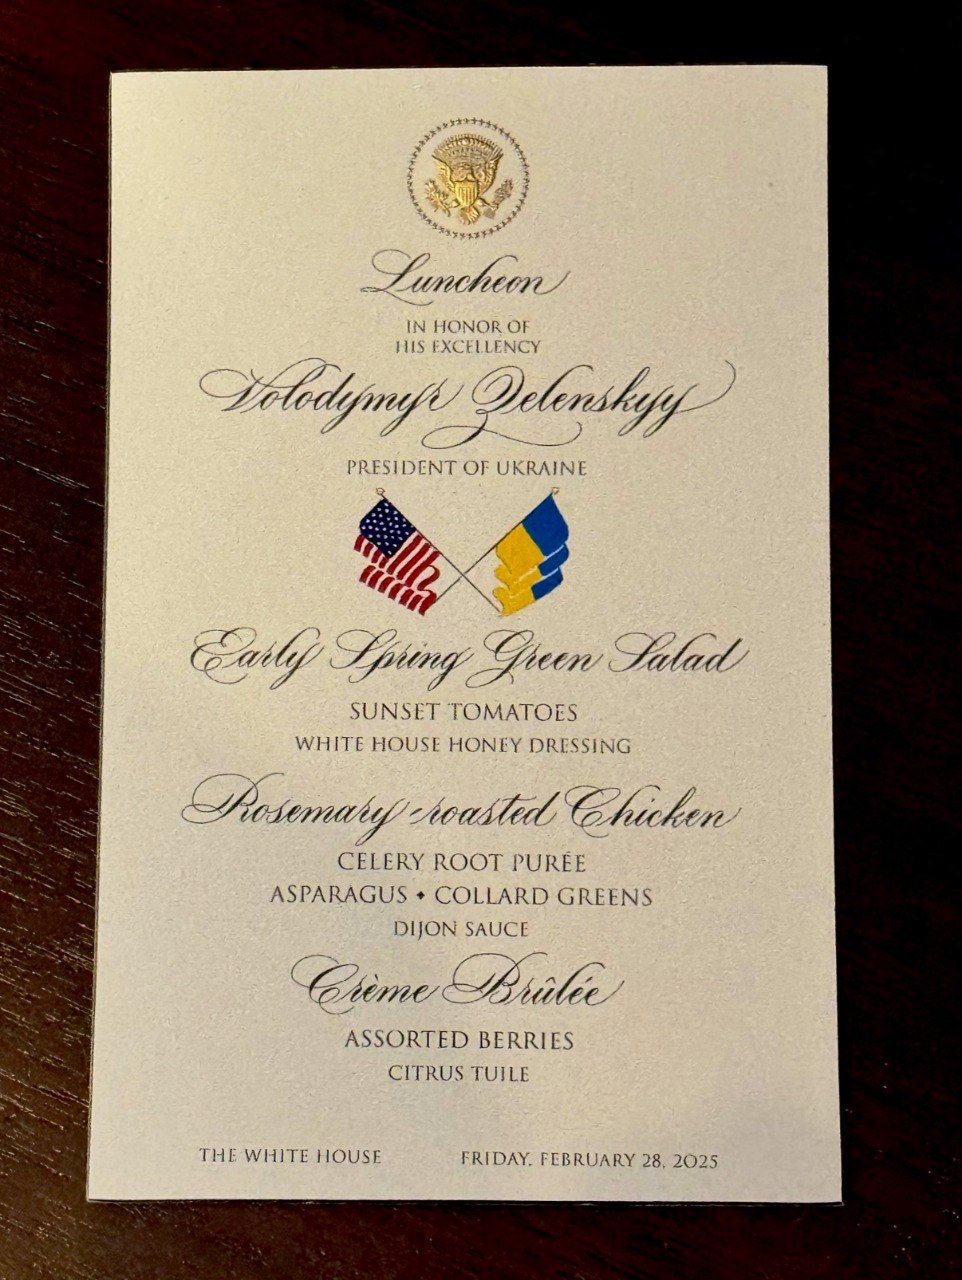 Luncheon
IN HONOR OF
HIS EXCELLENCY
Volodymyr Zelenskyy
PRESIDENT OF UKRAINE
Early Spring Green Salad
SUNSET TOMATOES
WHITE HOUSE HONEY DRESSING
Rosemary-roasted Chicken
CELERY ROOT PURÉE
ASPARAGUS • COLLARD GREENS
DIJON SAUCE
Crème Brûlée
ASSORTED BERRIES
CITRUS TUILE
THE WHITE HOUSE FRIDAY, FEBRUARY 28, 2025